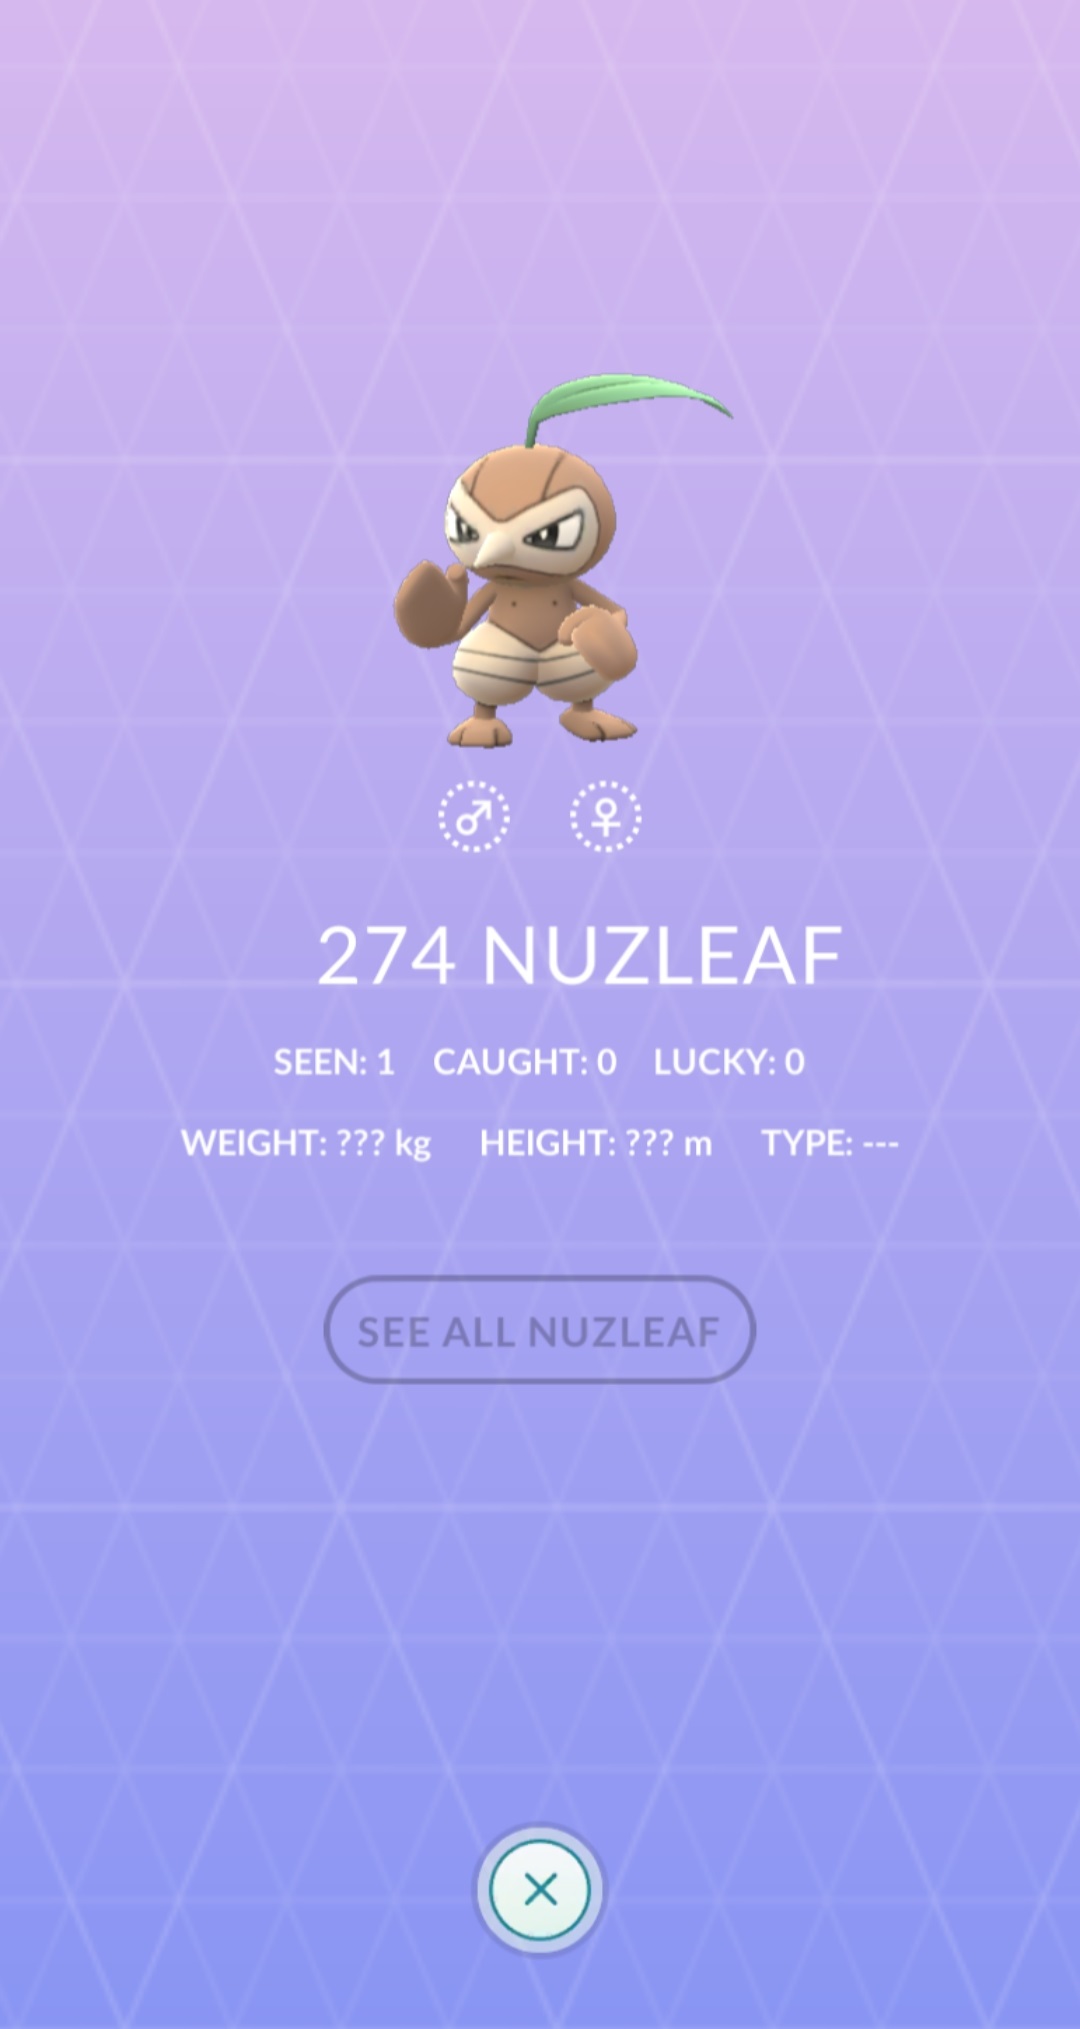 274 NUZLEAF
SEEN: 1 CAUGHT: 0 LUCKY: 0
WEIGHT: ??? kg HEIGHT: ??? m TYPE: ---
SEE ALL NUZLEAF